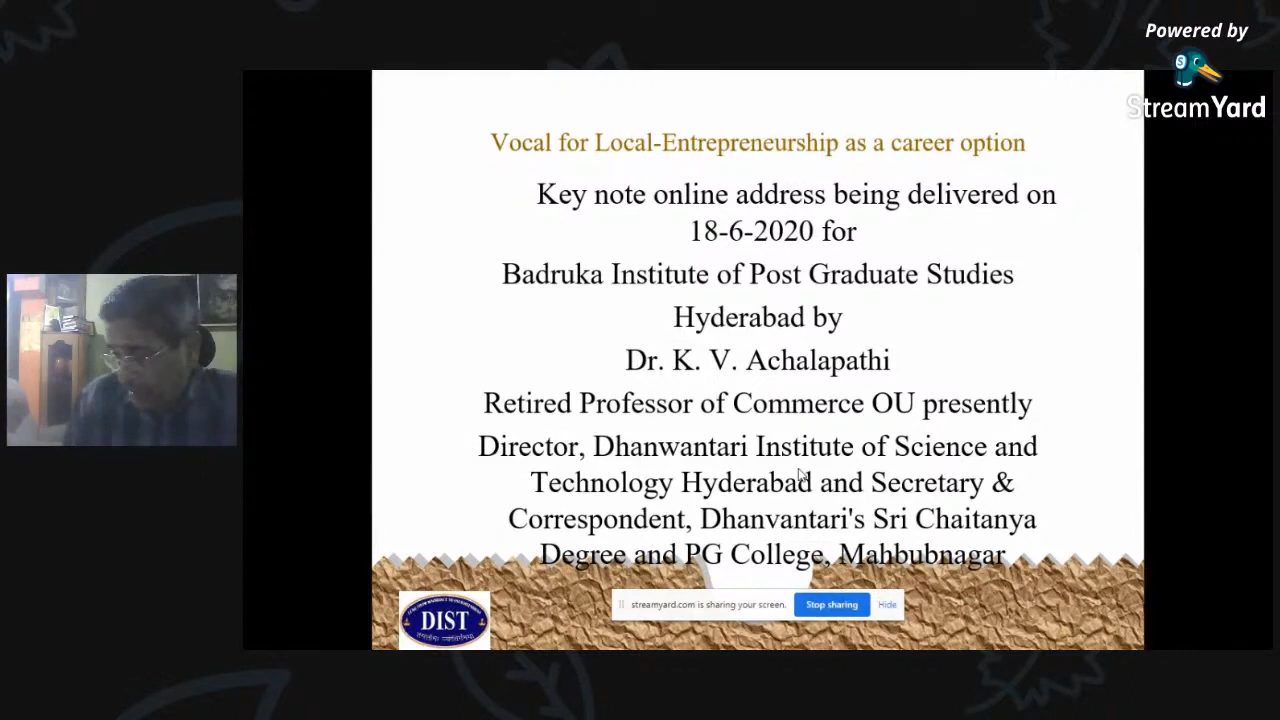 Powered by
StreamYard
Vocal for Local-Entrepreneurship as a career option
Key note online address being delivered on
18-6-2020 for
Badruka Institute of Post Graduate Studies
Hyderabad by
Dr. K. V. Achalapathi
Retired Professor of Commerce OU presently
Director, Dhanwantari Institute of Science and
Technology Hyderabad and Secretary &
Correspondent, Dhanvantari's Sri Chaitanya
Degree and PG College, Mahbubnagar
streamyard.com is sharing your screen.
Stop sharing
Hide
DIST